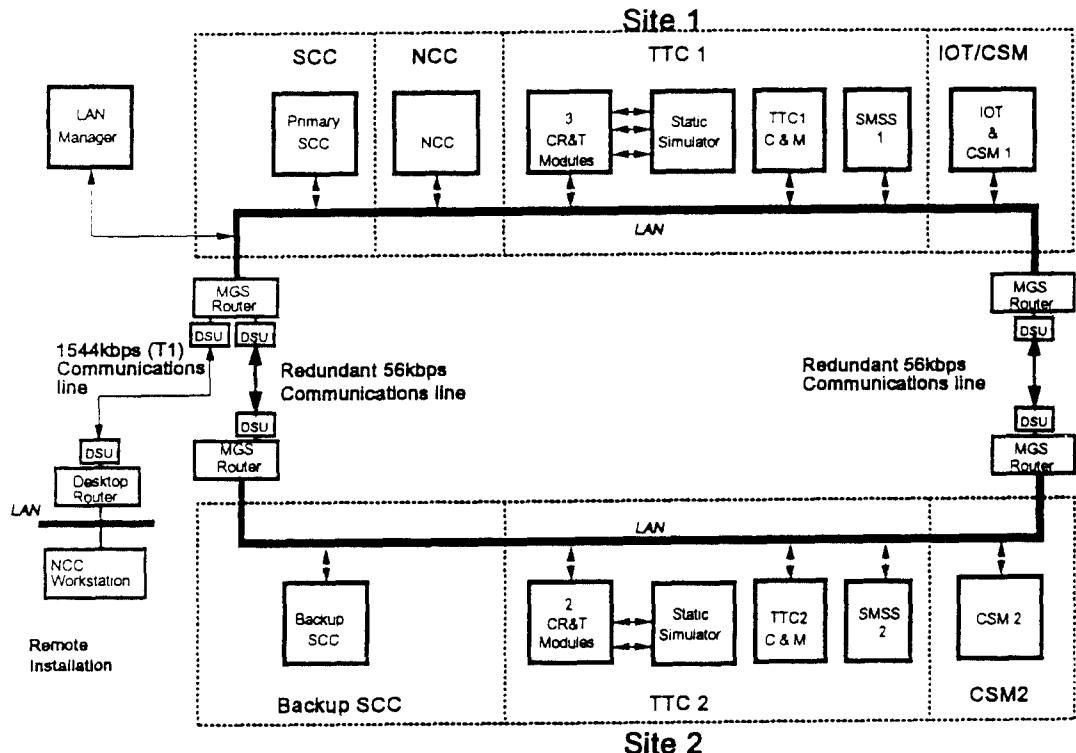 Site 1
SCC
NCC
TTC 1
IOT/CSM
LAN
Manager
Primary
SCC
NCC
3
CR&T
Modules
Static
Simulator
TTC1
C & M
SMSS
1
IOT
&
CSM 1
LAN
MGS
Router
DSU
DSU
MGS
Router
DSU
1544kbps (T1)
Communications
line
Redundant 56kbps
Communications line
Redundant 56kbps
Communications line
DSU
MGS
Router
DSU
MGS
Router
DSU
Desktop
Router
LAN
NCC
Workstation
Remote
Installation
LAN
Backup
SCC
2
CR&T
Modules
Static
Simulator
TTC2
C & M
SMSS
2
CSM 2
Backup SCC
TTC 2
CSM2
Site 2